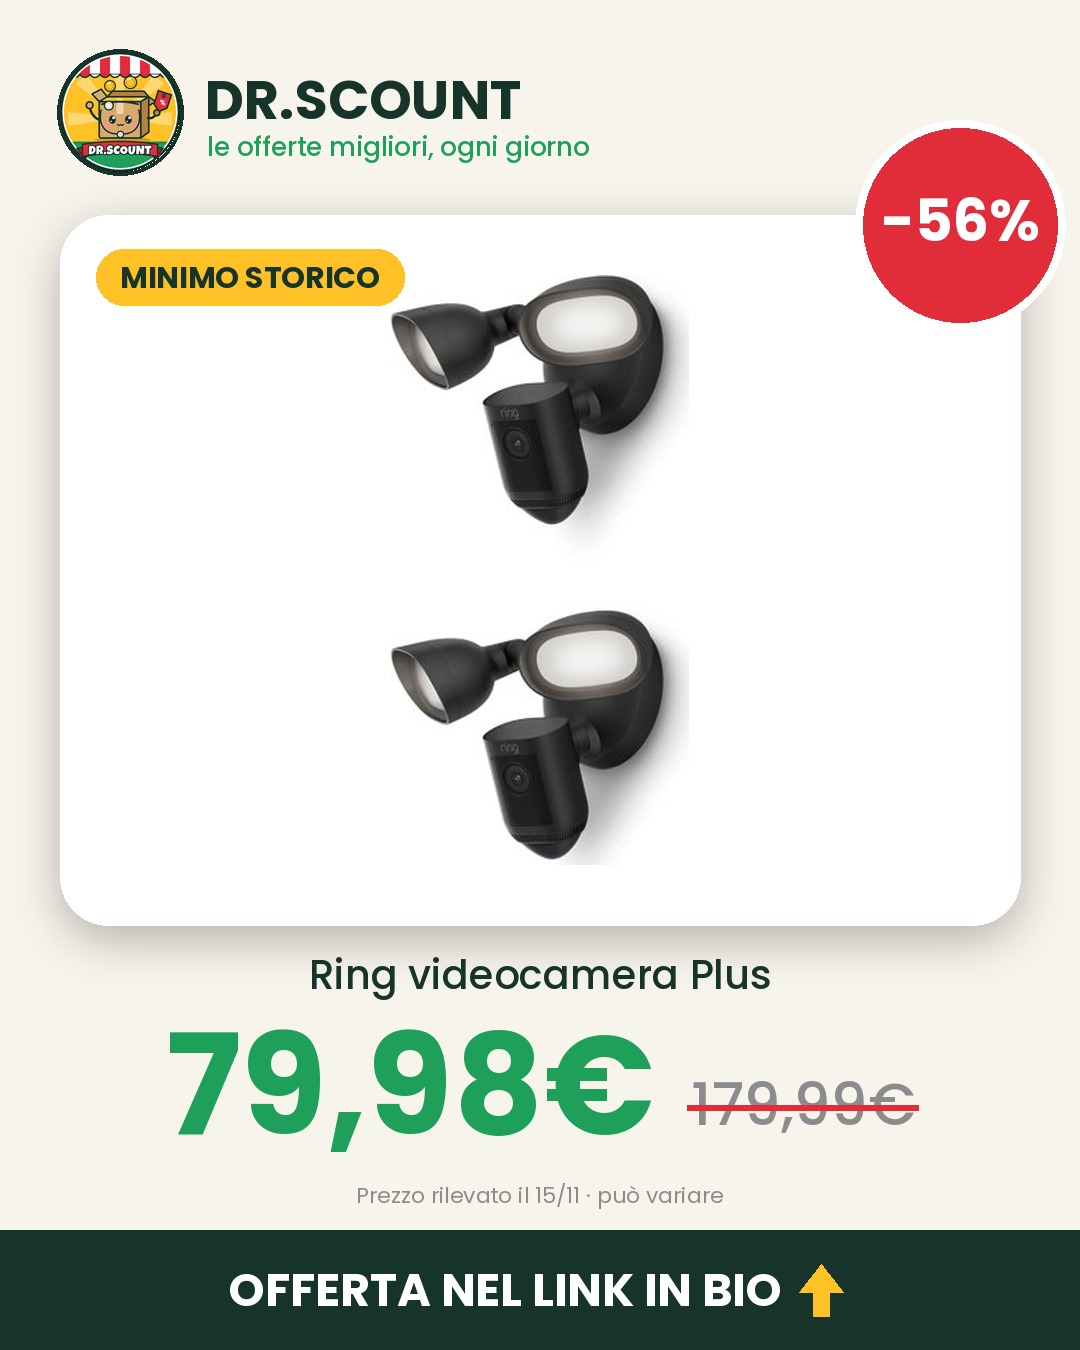 DR.SCOUNT
DR.SCOUNT
le offerte migliori, ogni giorno
-56%
MINIMO STORICO
ring
ring
Ring videocamera Plus
79,98€ 179,99€
Prezzo rilevato il 15/11 · può variare
OFFERTA NEL LINK IN BIO